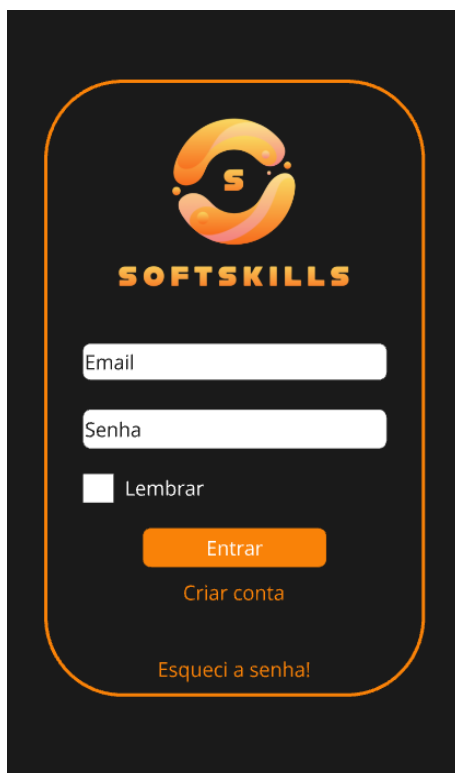 S
SOFTSKILLS
Email
Senha
Lembrar
Entrar
Criar conta
Esqueci a senha!